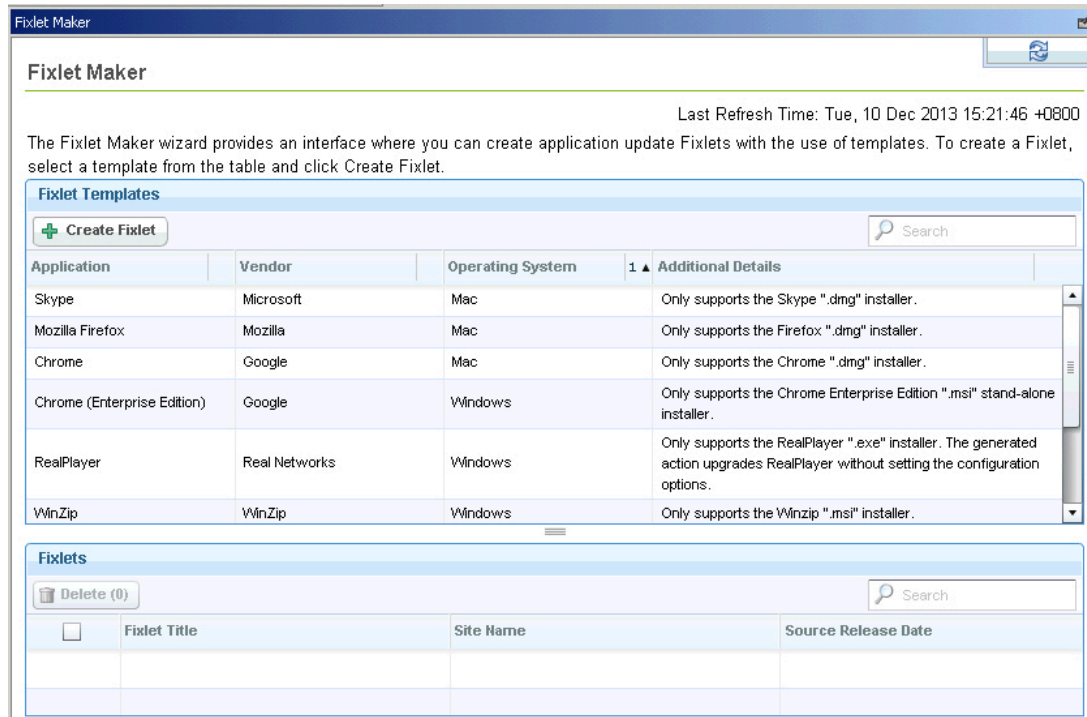 Fixlet Maker
Fixlet Maker
Last Refresh Time: Tue, 10 Dec 2013 15:21:46 +0800
The Fixlet Maker wizard provides an interface where you can create application update Fixlets with the use of templates. To create a Fixlet,
select a template from the table and click Create Fixlet.
Fixlet Templates
Create Fixlet
Search
Application Vendor Operating System 1 ▲ Additional Details
Skype Microsoft Mac Only supports the Skype ".dmg" installer.
Mozilla Firefox Mozilla Mac Only supports the Firefox ".dmg" installer.
Chrome Google Mac Only supports the Chrome ".dmg" installer.
Chrome (Enterprise Edition) Google Windows Only supports the Chrome Enterprise Edition ".msi" stand-alone
installer.
RealPlayer Real Networks Windows Only supports the RealPlayer ".exe" installer. The generated
action upgrades RealPlayer without setting the configuration
options.
WinZip WinZip Windows Only supports the Winzip ".msi" installer.
Fixlets
Delete (0)
Search
Fixlet Title Site Name Source Release Date